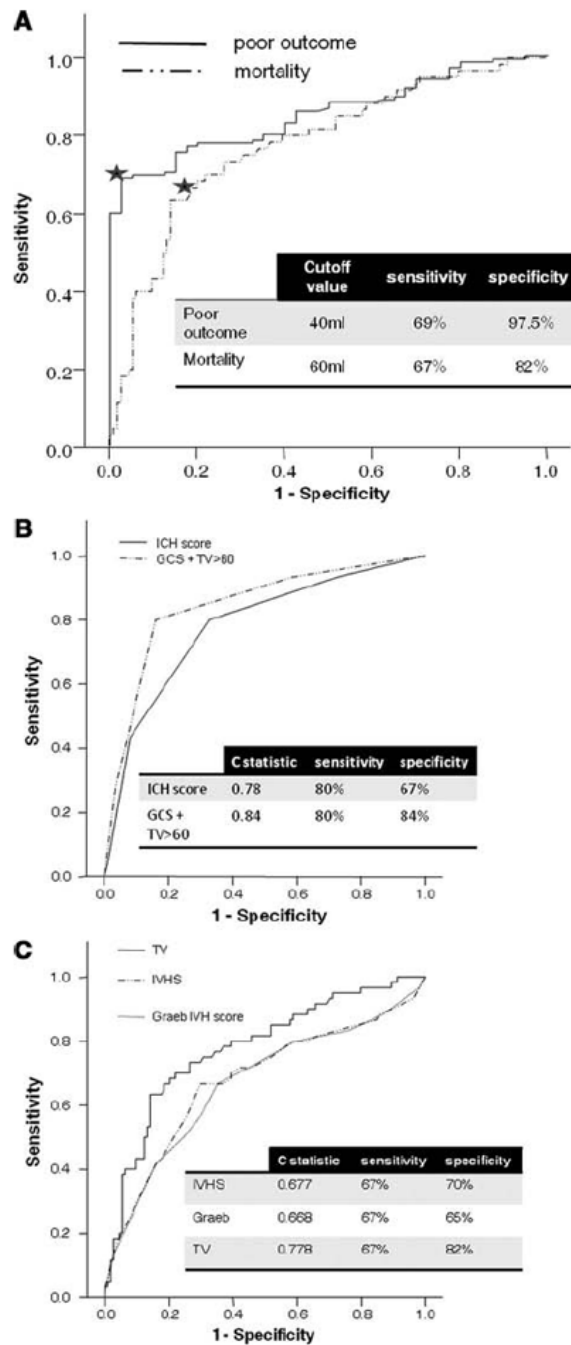 A
poor outcome
mortality
1.0
0.8
0.6
0.4
0.2
0.0
Sensitivity
Cutoff value sensitivity specificity
Poor outcome 40ml 69% 97.5%
Mortality 60ml 67% 82%
0.0 0.2 0.4 0.6 0.8 1.0
1 - Specificity
B
ICH score
GCS + TV>60
1.0
0.8
0.6
0.4
0.2
0.0
Sensitivity
C statistic sensitivity specificity
ICH score 0.78 80% 67%
GCS + TV>60 0.84 80% 84%
0.0 0.2 0.4 0.6 0.8 1.0
1 - Specificity
C
TV
IVHS
Graeb IVH score
1.0
0.8
0.6
0.4
0.2
0.0
Sensitivity
C statistic sensitivity specificity
IVHS 0.677 67% 70%
Graeb 0.668 67% 65%
TV 0.778 67% 82%
0.0 0.2 0.4 0.6 0.8 1.0
1 - Specificity